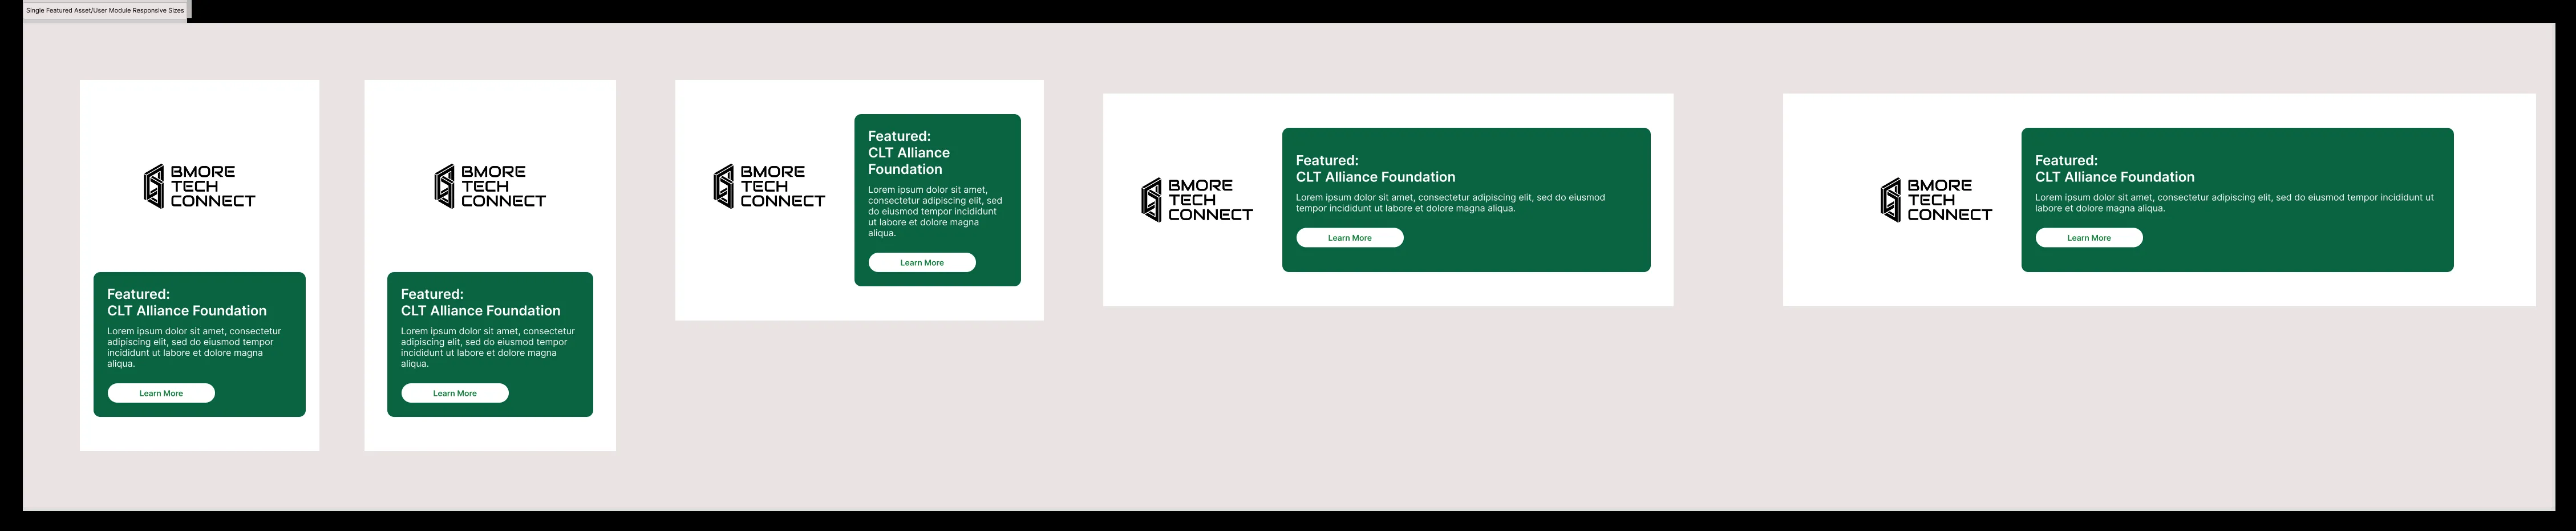 Single Featured Asset/User Module Responsive Sizes
BMORE
TECH
CONNECT
Featured:
CLT Alliance Foundation
Lorem ipsum dolor sit amet, consectetur
adipiscing elit, sed do eiusmod tempor
incididunt ut labore et dolore magna
aliqua.
Learn More
BMORE
TECH
CONNECT
Featured:
CLT Alliance Foundation
Lorem ipsum dolor sit amet, consectetur
adipiscing elit, sed do eiusmod tempor
incididunt ut labore et dolore magna
aliqua.
Learn More
BMORE
TECH
CONNECT
Featured:
CLT Alliance
Foundation
Lorem ipsum dolor sit amet,
consectetur adipiscing elit, sed
do eiusmod tempor incididunt
ut labore et dolore magna
aliqua.
Learn More
BMORE
TECH
CONNECT
Featured:
CLT Alliance Foundation
Lorem ipsum dolor sit amet, consectetur adipiscing elit, sed do eiusmod
tempor incididunt ut labore et dolore magna aliqua.
Learn More
BMORE
TECH
CONNECT
Featured:
CLT Alliance Foundation
Lorem ipsum dolor sit amet, consectetur adipiscing elit, sed do eiusmod tempor incididunt ut
labore et dolore magna aliqua.
Learn More